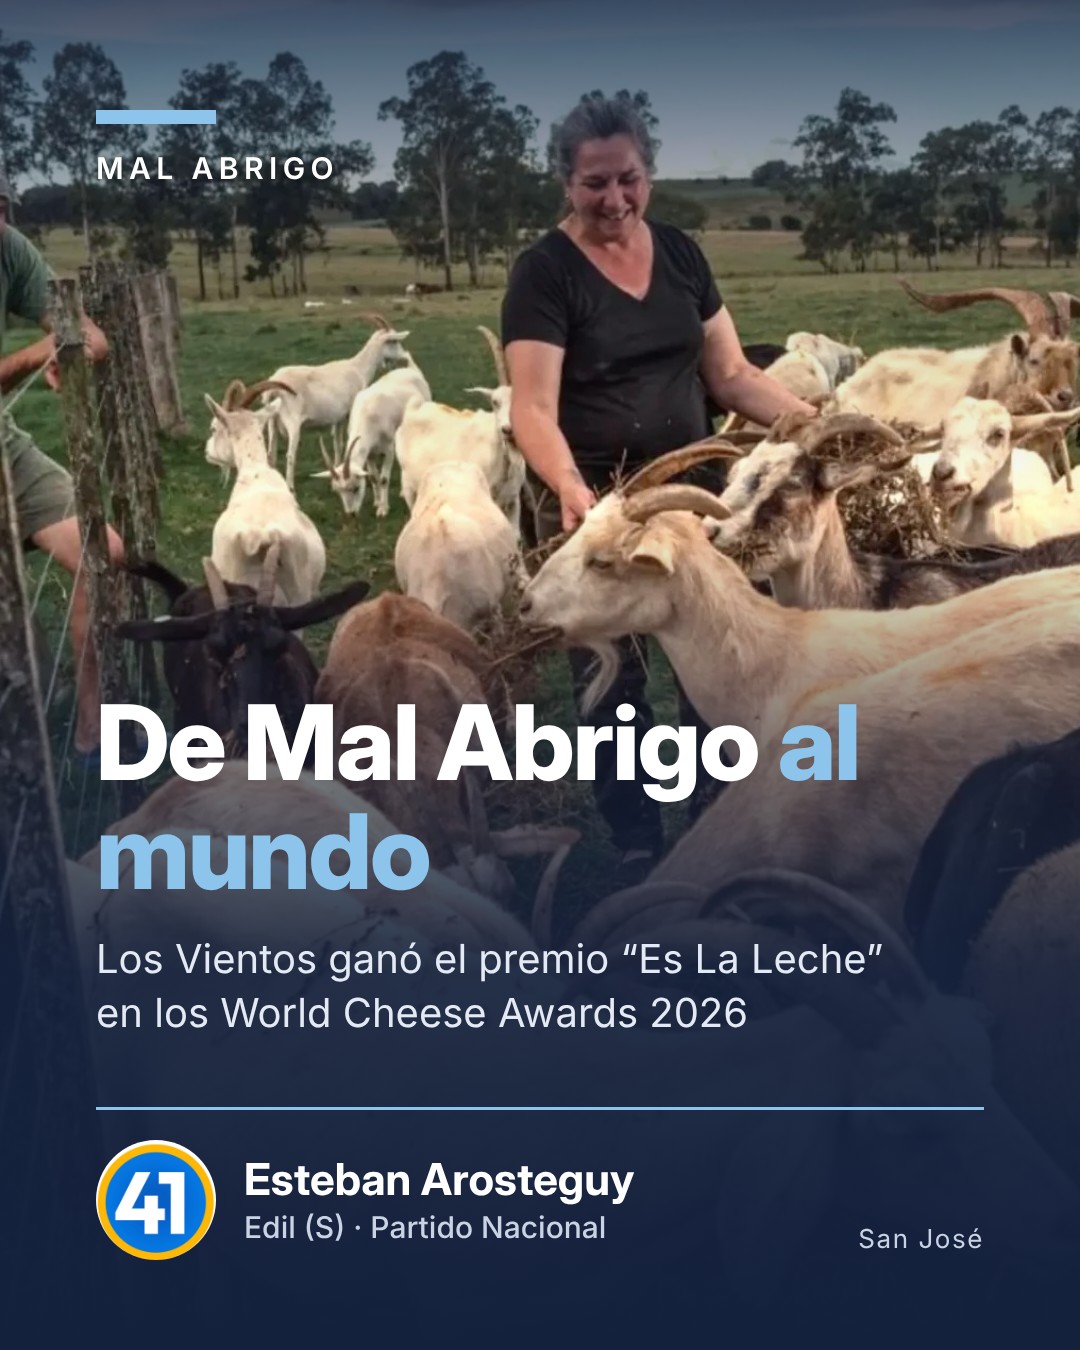 MAL ABRIGO
De Mal Abrigo al
mundo
Los Vientos ganó el premio “Es La Leche”
en los World Cheese Awards 2026
41
Esteban Arosteguy
Edil (S) · Partido Nacional
San José